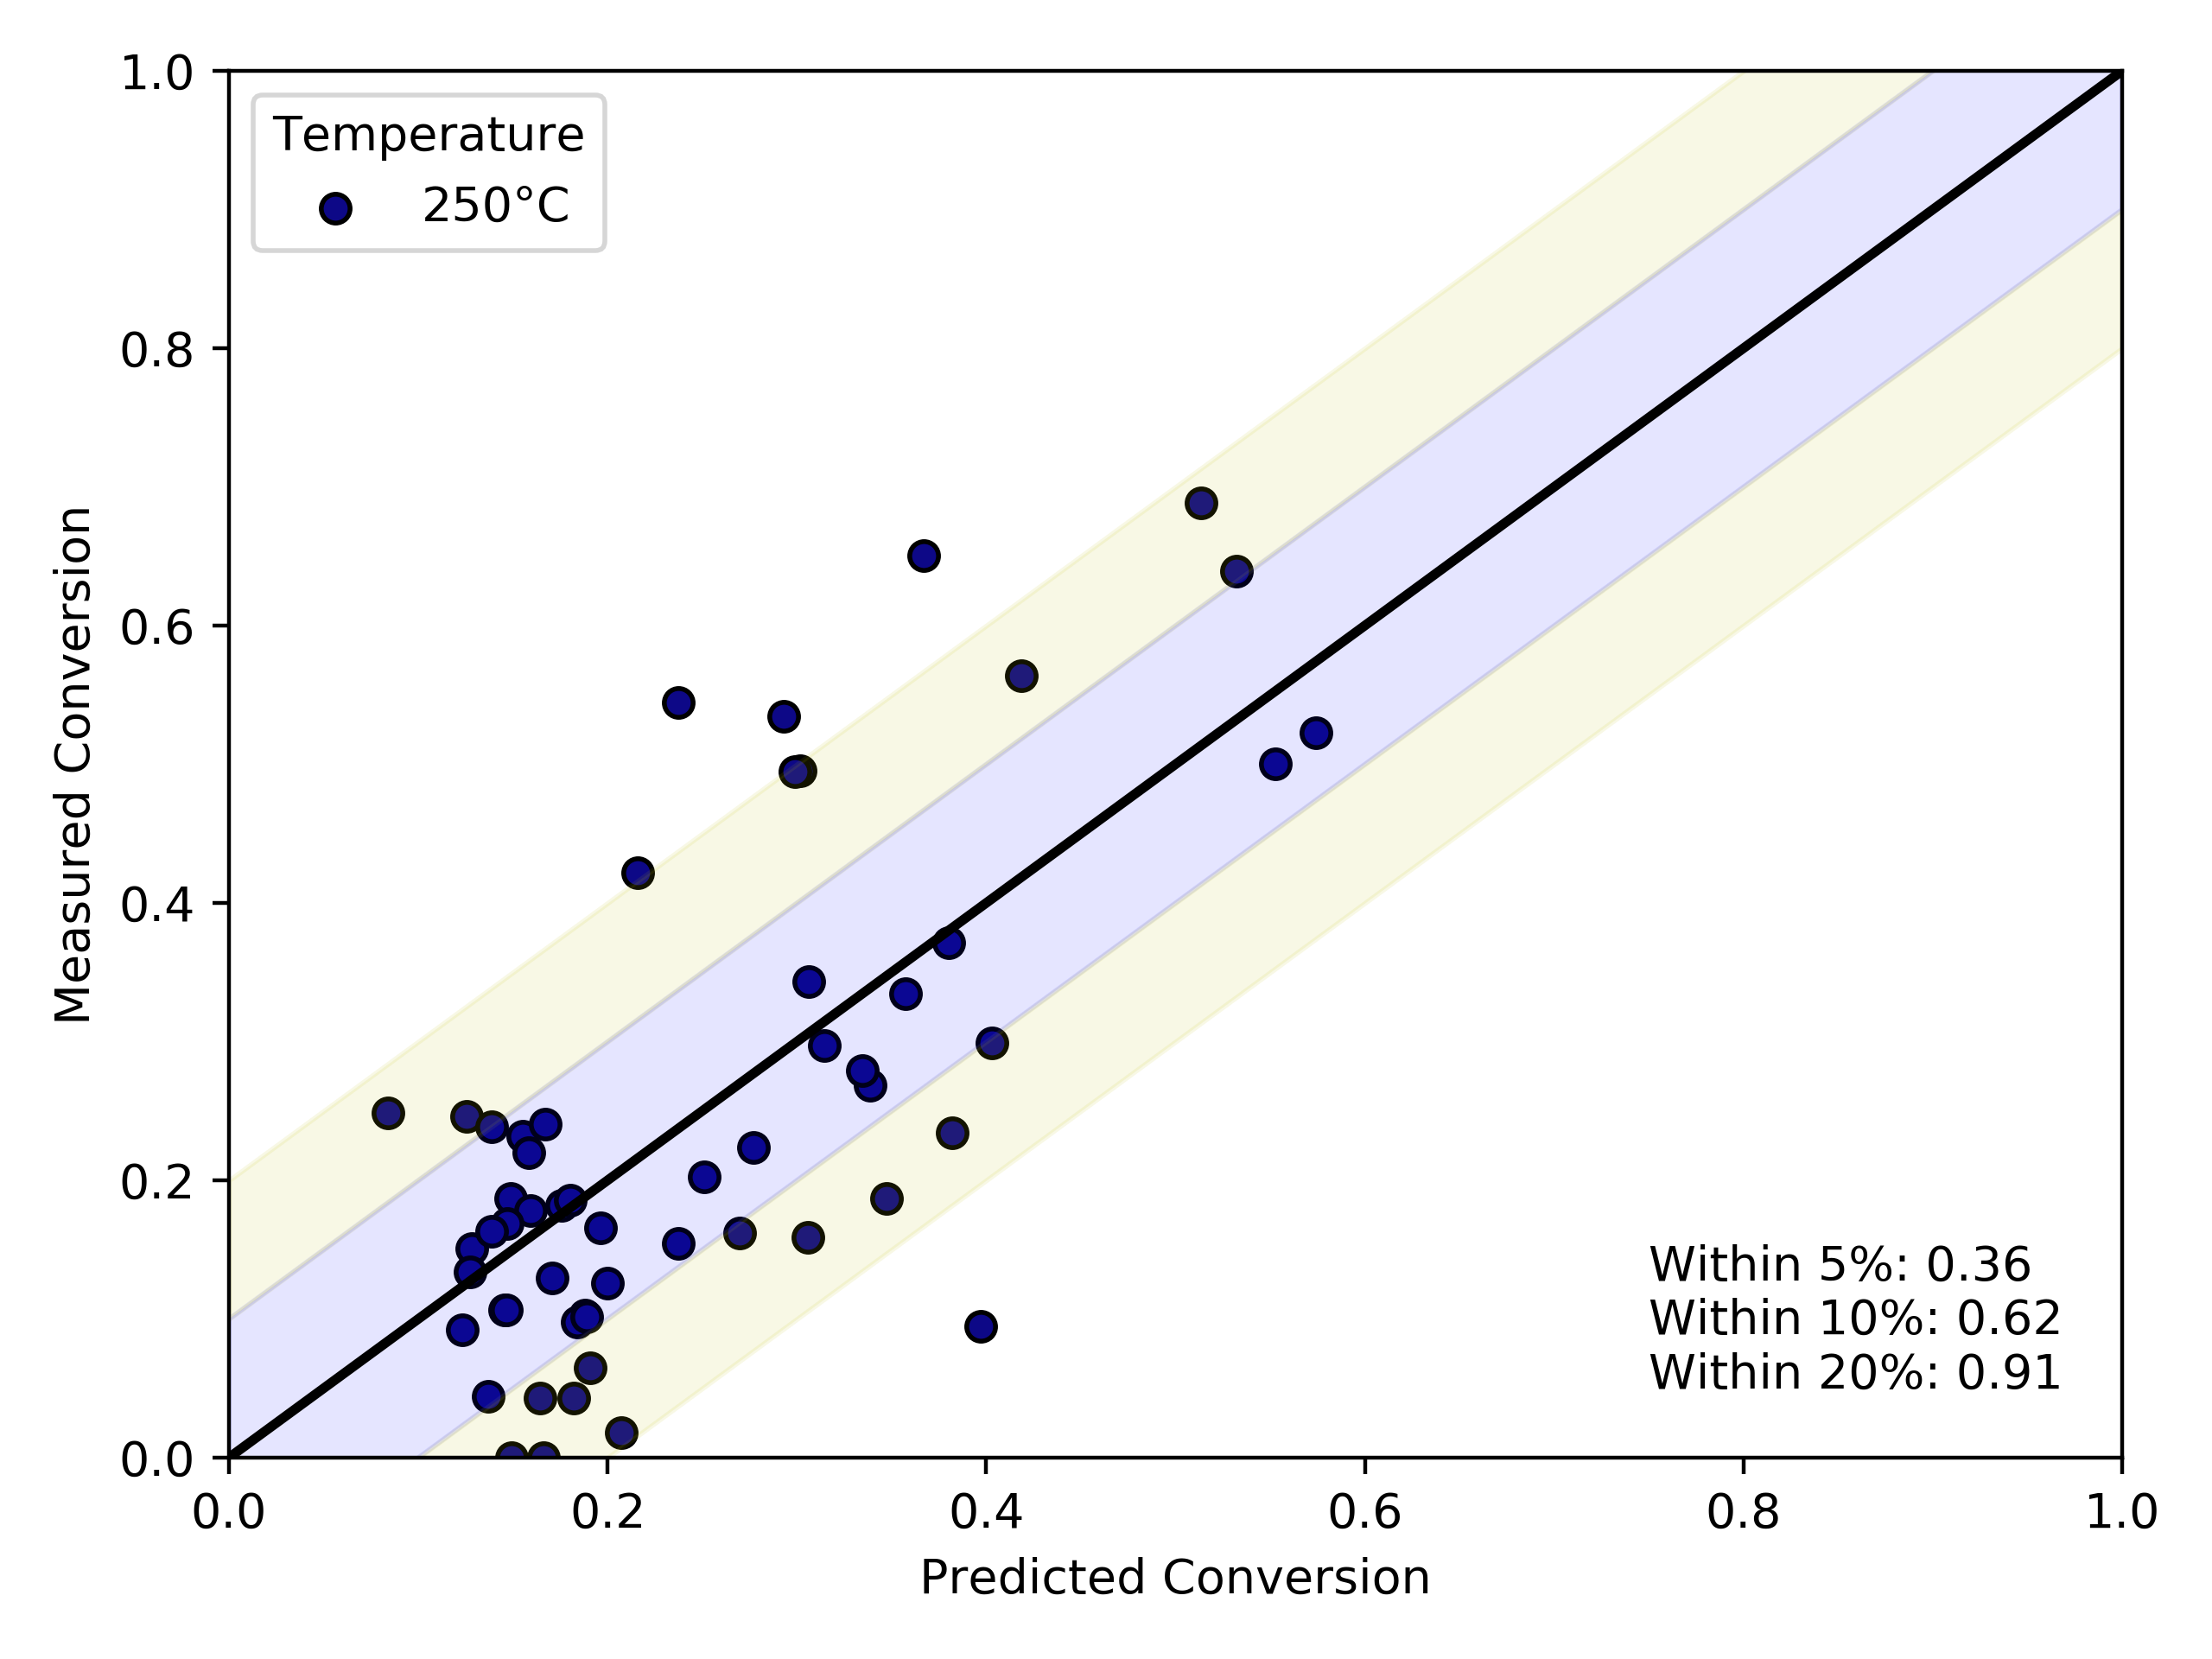 Temperature
250°C
1.0
0.8
0.6
0.4
0.2
0.0
Measured Conversion
Within 5%: 0.36
Within 10%: 0.62
Within 20%: 0.91
0.0 0.2 0.4 0.6 0.8 1.0
Predicted Conversion